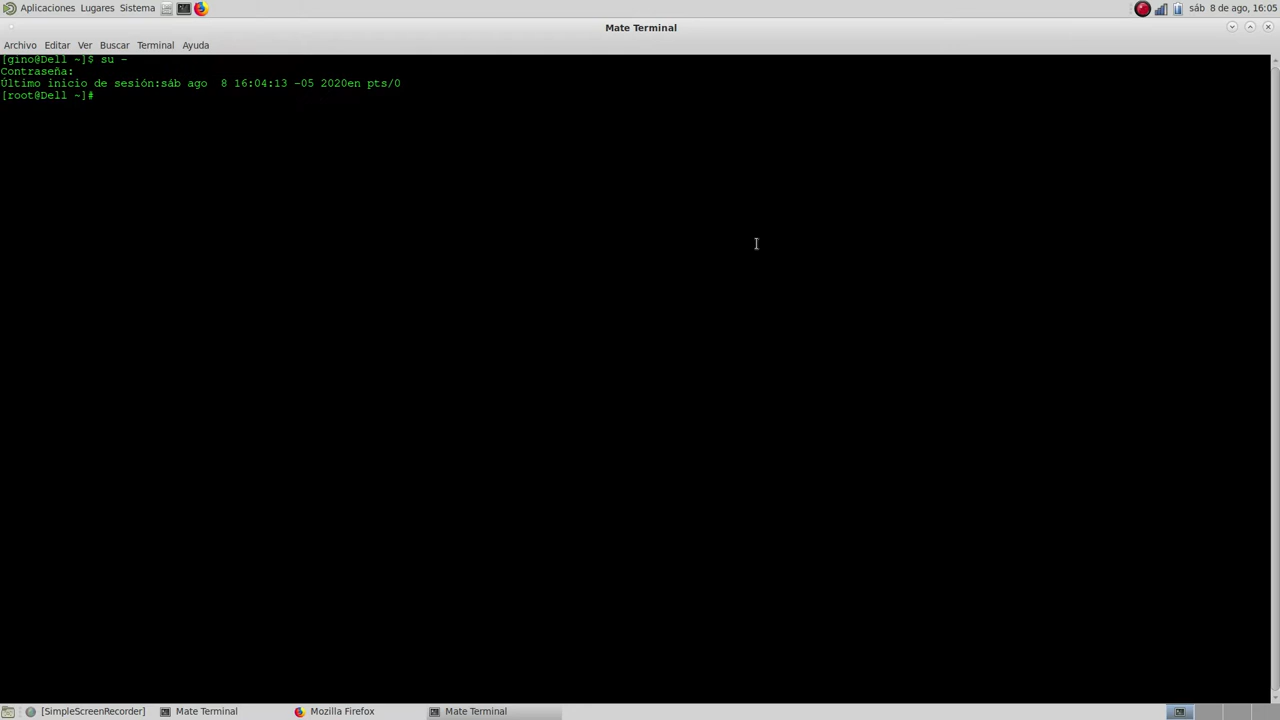 Aplicaciones Lugares Sistema sáb 8 de ago, 16:05
Mate Terminal
Archivo Editar Ver Buscar Terminal Ayuda
[gino@Dell ~]$ su -
Contraseña:
Último inicio de sesión:sáb ago  8 16:04:13 -05 2020en pts/0
[root@Dell ~]#
[SimpleScreenRecorder] Mate Terminal Mozilla Firefox Mate Terminal